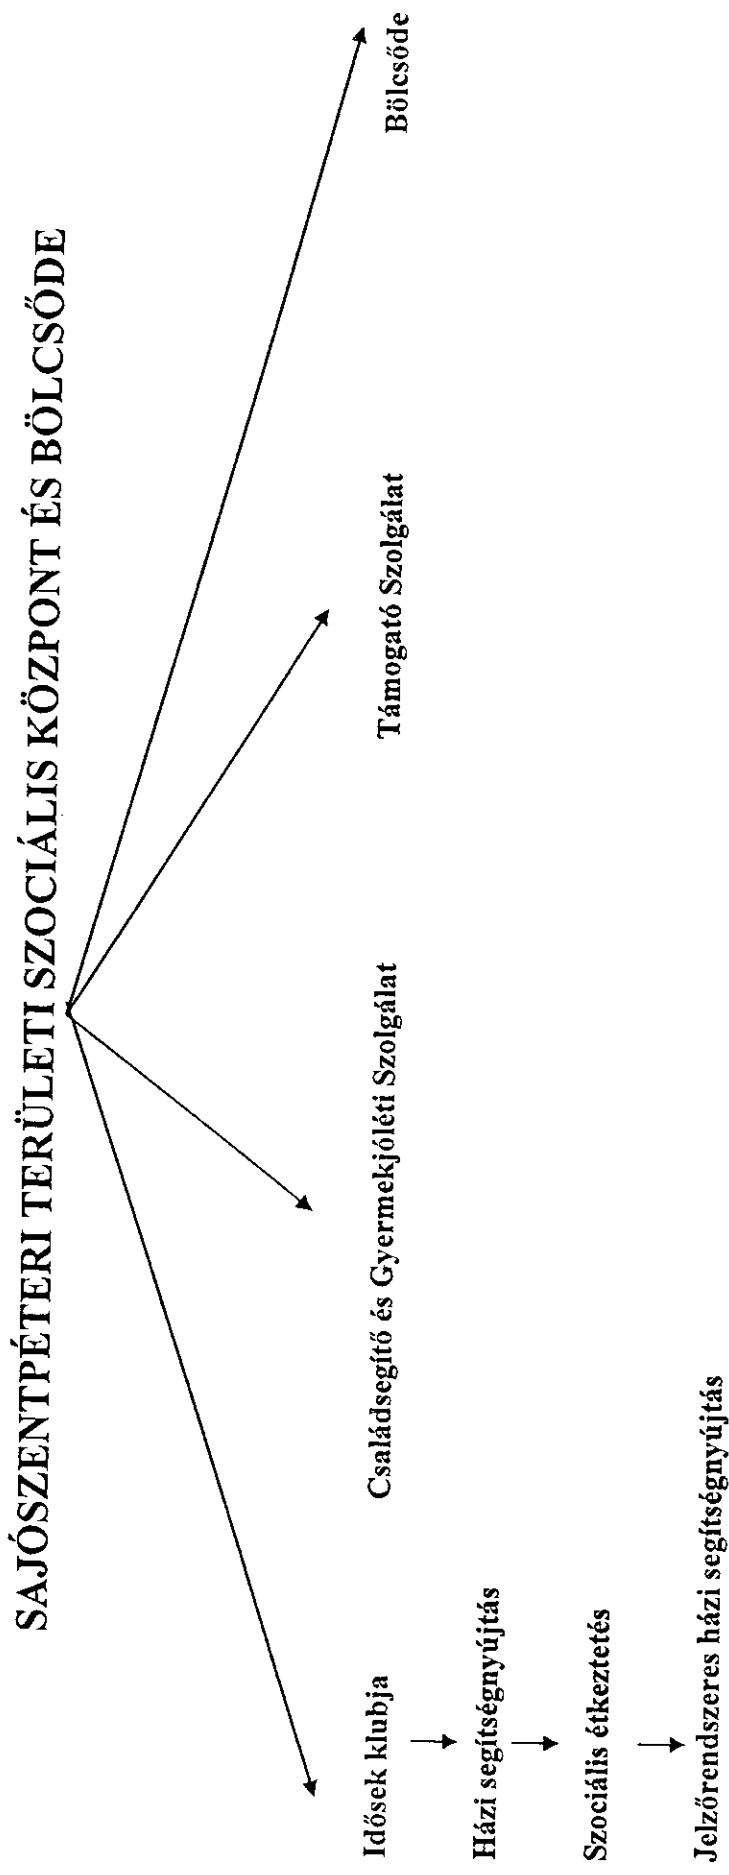 SAJÓSZENTPÉTERI TERÜLETI SZOCIÁLIS KÖZPONT ÉS BÖLCSŐDE
Idősek klubja
Házi segítségnyújtás
Szociális étkeztetés
Jelzőrendszeres házi segítségnyújtás
Családsegítő és Gyermekjóléti Szolgálat
Támogató Szolgálat
Bölcsőde